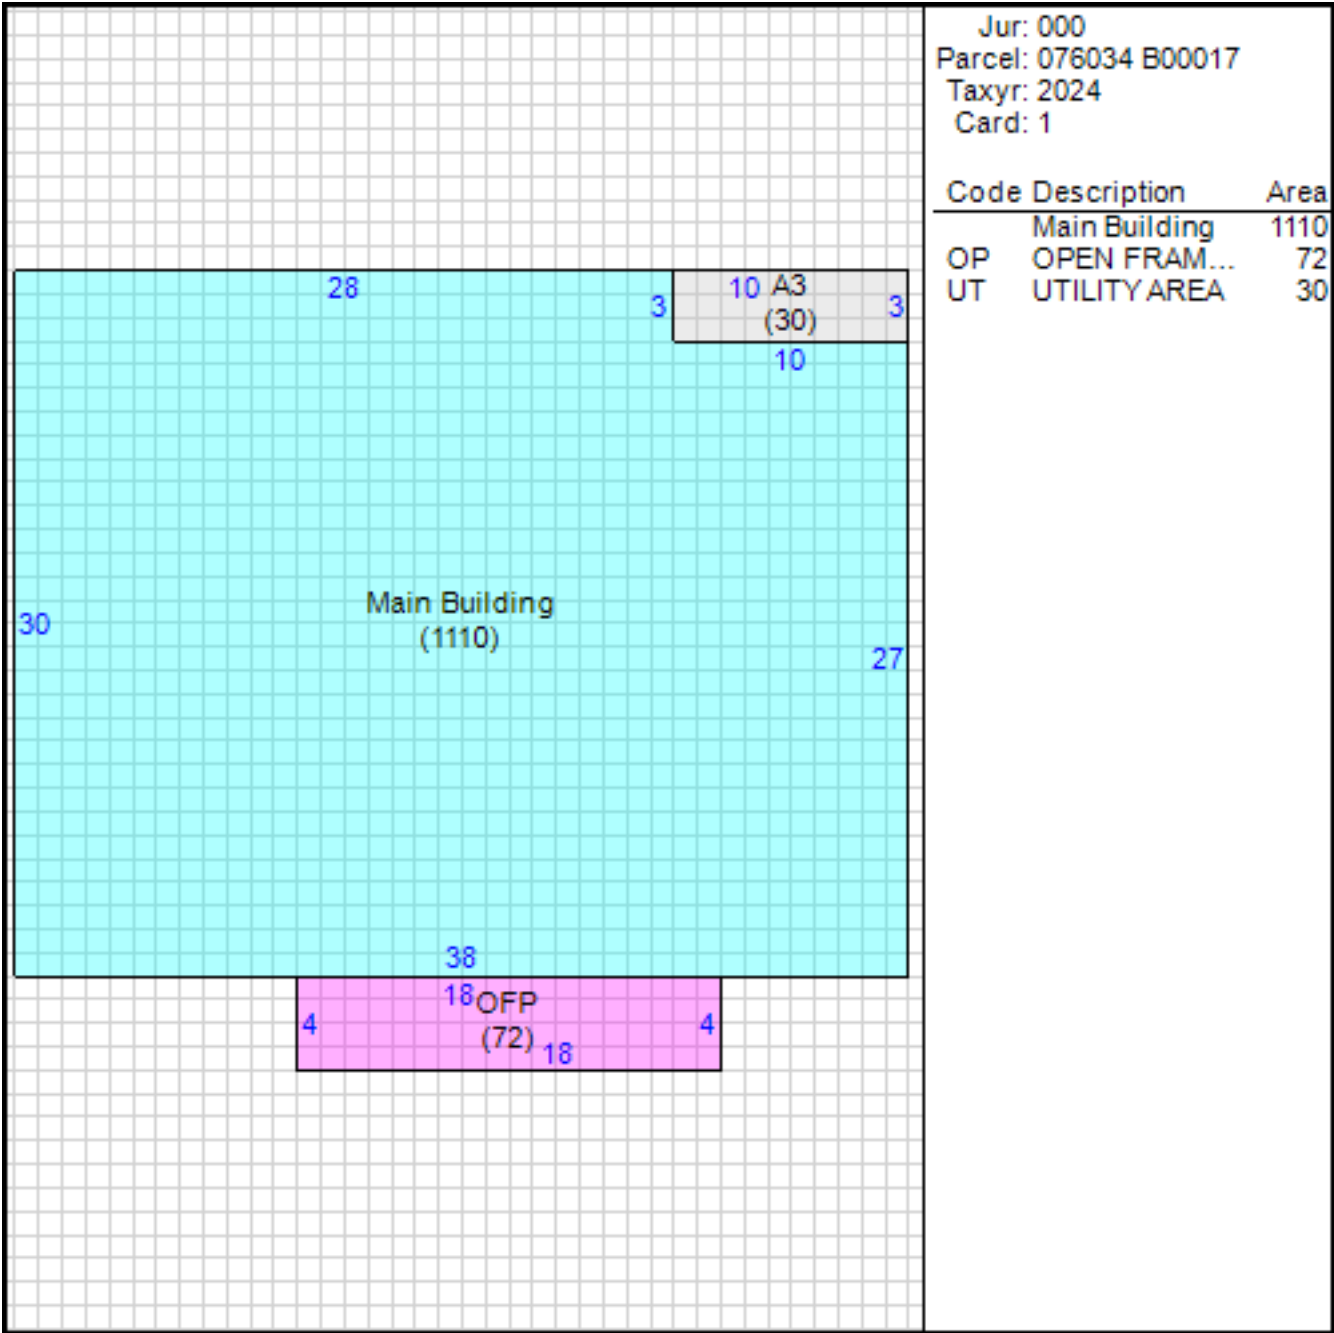 Jur: 000
Parcel: 076034 B00017
Taxyr: 2024
Card: 1
Code Description Area
Main Building 1110
OP OPEN FRAM... 72
UT UTILITY AREA 30
28
3
10 A3
3
(30)
10
Main Building
30
(1110)
27
38
18 OFP
4
4
(72)
18